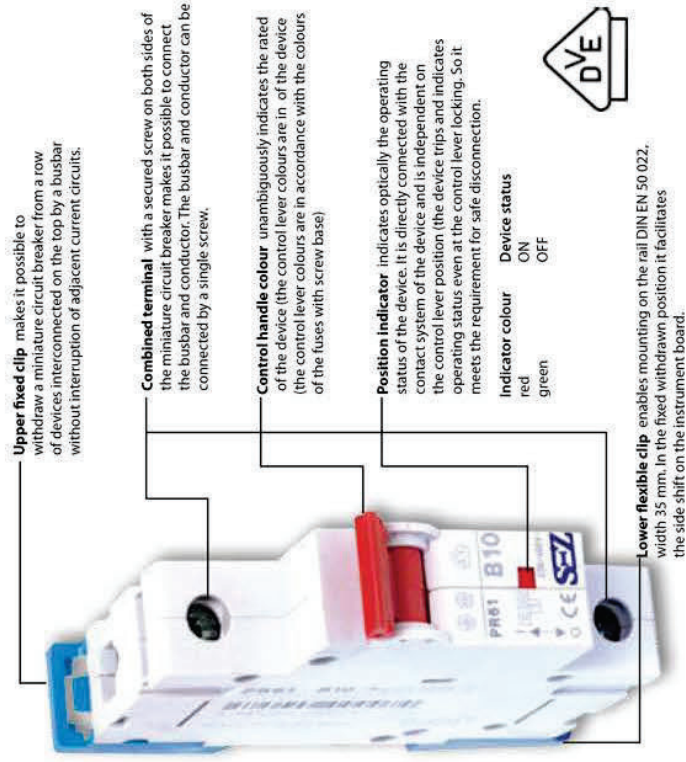 Upper fixed clip makes it possible to
withdraw a miniature circuit breaker from a row
of devices interconnected on the top by a busbar
without interruption of adjacent current circuits.
Combined terminal with a secured screw on both sides of
the miniature circuit breaker makes it possible to connect
the busbar and conductor. The busbar and conductor can be
connected by a single screw.
Control handle colour unambiguously indicates the rated
of the device (the control lever colours are in of the device
(the control lever colours are in accordance with the colours
of the fuses with screw base)
Position indicator indicates optically the operating
status of the device. It is directly connected with the
contact system of the device and is independent on
the control lever position (the device trips and indicates
operating status even at the control lever locking. So it
meets the requirement for safe disconnection.
Indicator colour Device status
red ON
green OFF
Lower flexible clip enables mounting on the rail DIN EN 50 022,
width 35 mm. In the fixed withdrawn position it facilitates
the side shift on the instrument board.
PR61 B10
PR61 B10
CE SEZ
VDE